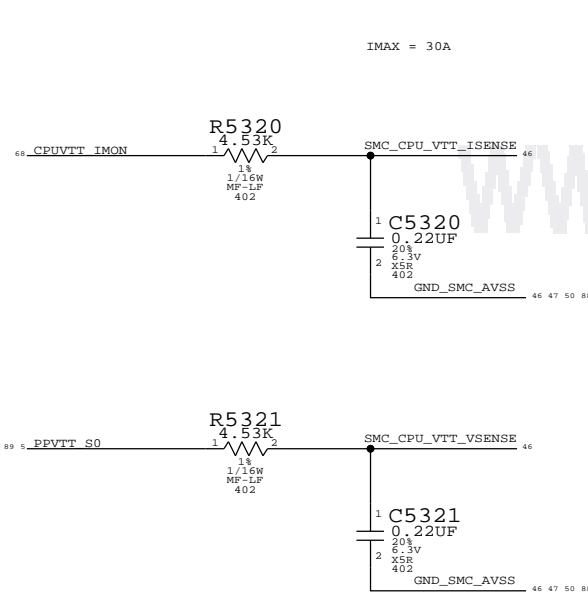 IMAX = 30A
R5320
4.53K
68 CPUVTT_IMON 1 2 SMC_CPU_VTT_ISENSE 46
1%
1/16W
MF-LF
402
1 C5320
0.22UF
20%
6.3V
2 X5R
402
GND_SMC_AVSS 46 47 50
R5321
4.53K
89 5 PPVTT_S0 1 2 SMC_CPU_VTT_VSENSE 46
1%
1/16W
MF-LF
402
1 C5321
0.22UF
20%
6.3V
2 X5R
402
GND_SMC_AVSS 46 47 50